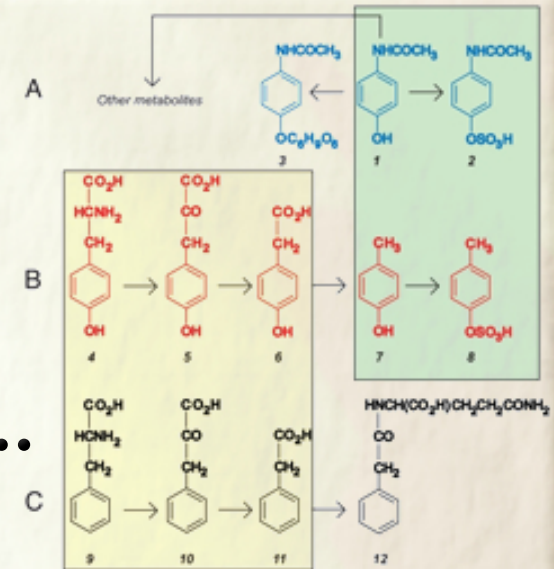 NHCOCH3 NHCOCH3 NHCOCH3
A
Other metabolites
OC6H9O6 OH OSO3H
3 1 2
CO2H CO2H
HCNH2 CO CO2H
CH2 CH2 CH2 CH3 CH3
B
OH OH OH OH OSO3H
4 5 6 7 8
CO2H CO2H HNCH(CO2H)CH2CH2CONH2
HCNH2 CO CO2H CO
CH2 CH2 CH2 CH2
C
9 10 11 12